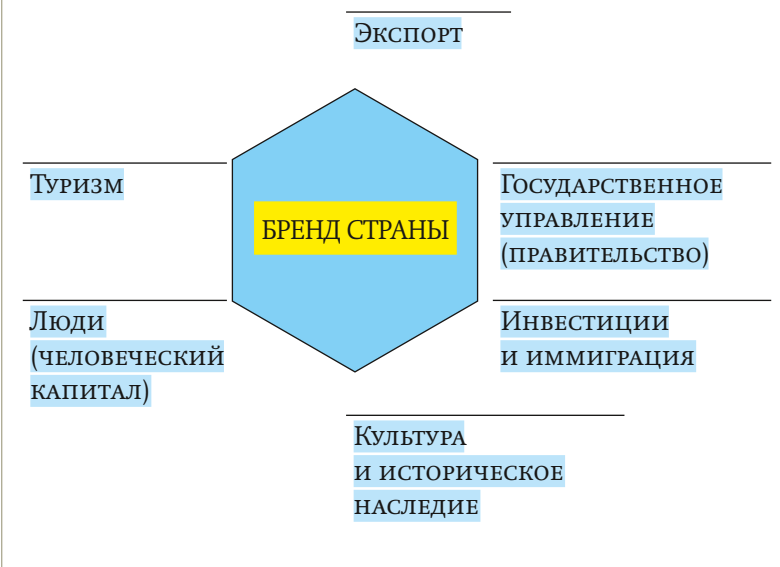 Экспорт
Туризм
Государственное
управление
(правительство)
БРЕНД СТРАНЫ
Люди
(человеческий
капитал)
Инвестиции
и иммиграция
Культура
и историческое
наследие